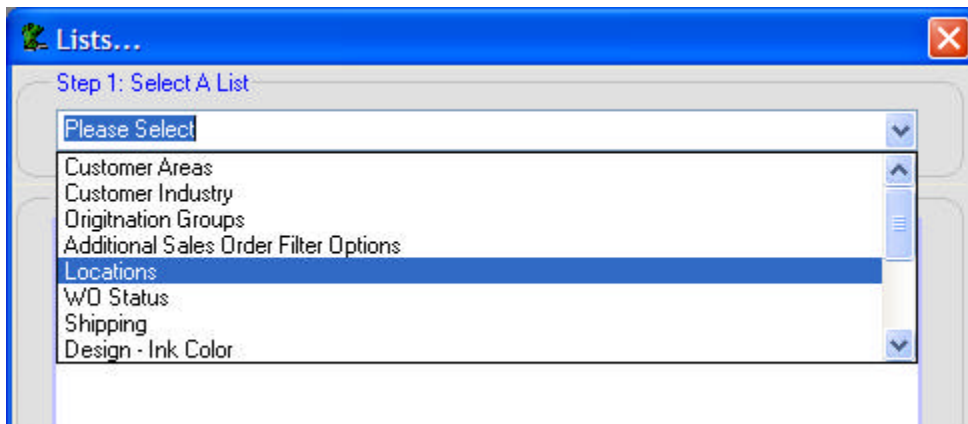 Lists...
Step 1: Select A List
Please Select
Customer Areas
Customer Industry
Origitnation Groups
Additional Sales Order Filter Options
Locations
WO Status
Shipping
Design - Ink Color